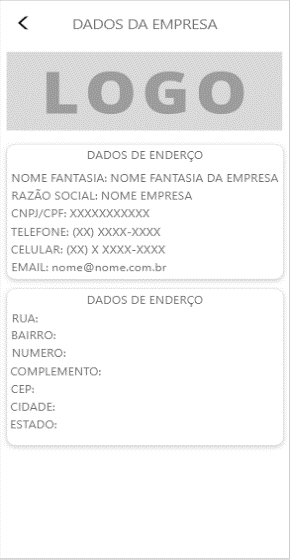 DADOS DA EMPRESA
LOGO
DADOS DE ENDERÇO
NOME FANTASIA: NOME FANTASIA DA EMPRESA
RAZÃO SOCIAL: NOME EMPRESA
CNPJ/CPF: XXXXXXXXXXX
TELEFONE: (XX) XXXX-XXXX
CELULAR: (XX) X XXXX-XXXX
EMAIL: nome@nome.com.br
DADOS DE ENDERÇO
RUA:
BAIRRO:
NUMERO:
COMPLEMENTO:
CEP:
CIDADE:
ESTADO: